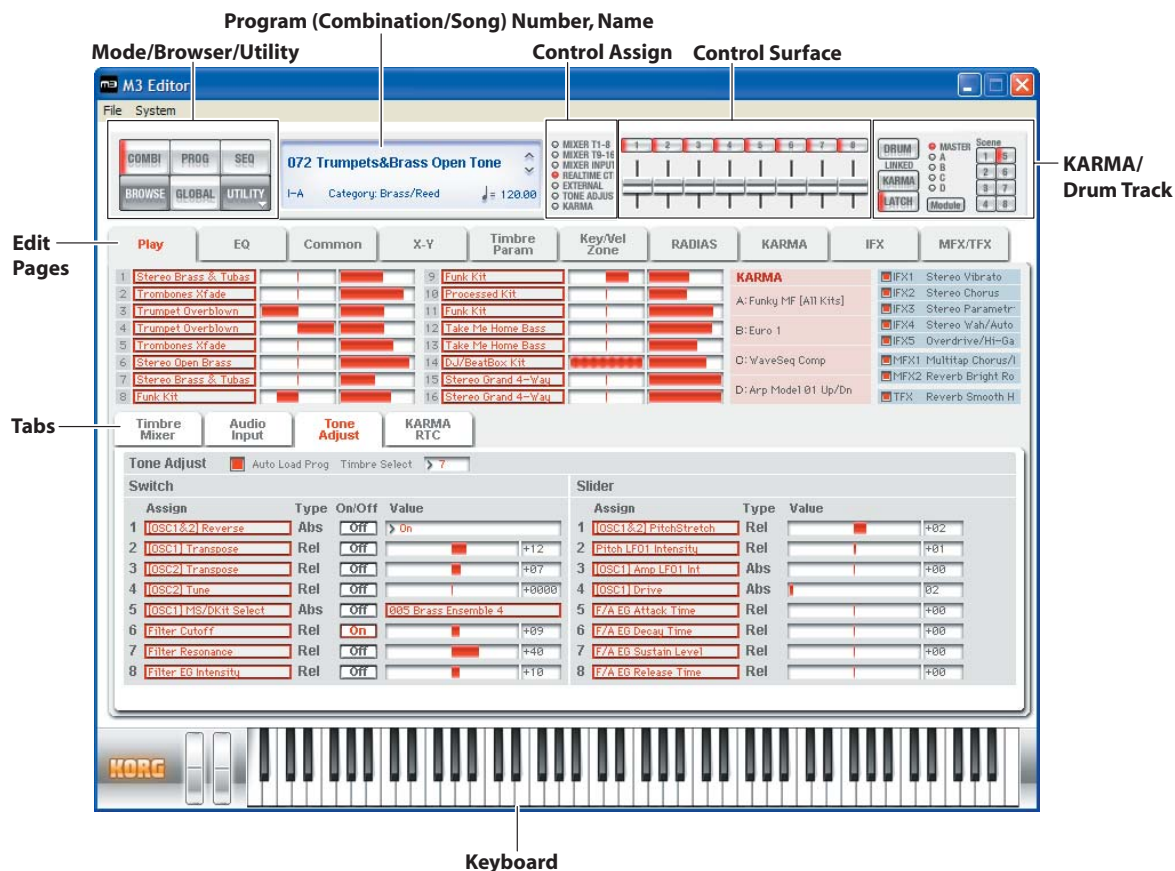 Program (Combination/Song) Number, Name
Mode/Browser/Utility
Control Assign
Control Surface
M3 Editor
File System
COMBI PROG SEQ
BROWSE GLOBAL UTILITY
072 Trumpets&Brass Open Tone
I-A Category: Brass/Reed ♩= 120.00
MIXER T1-8
MIXER T9-16
MIXER INPUT
REALTIME CT
EXTERNAL
TONE ADJUS
KARMA
1 2 3 4 5 6 7 8
DRUM
LINKED
KARMA
LATCH
MASTER
A
B
C
D
Module
Scene
1 5
2 6
3 7
4 8
KARMA/
Drum Track
Edit
Pages
Play
EQ
Common
X-Y
Timbre
Param
Key/Vel
Zone
RADIAS
KARMA
IFX
MFX/TFX
1 Stereo Brass & Tubas
2 Trombones Xfade
3 Trumpet Overblown
4 Trumpet Overblown
5 Trombones Xfade
6 Stereo Open Brass
7 Stereo Brass & Tubas
8 Funk Kit
9 Funk Kit
10 Processed Kit
11 Funk Kit
12 Take Me Home Bass
13 Take Me Home Bass
14 DJ/BeatBox Kit
15 Stereo Grand 4-Way
16 Stereo Grand 4-Way
KARMA
A: Funky MF [All Kits]
B: Euro 1
C: WaveSeq Comp
D: Arp Model 01 Up/Dn
IFX1 Stereo Vibrato
IFX2 Stereo Chorus
IFX3 Stereo Parametr
IFX4 Stereo Wah/Auto
IFX5 Overdrive/Hi-Ga
MFX1 Multitap Chorus/
MFX2 Reverb Bright Ro
TFX Reverb Smooth H
Tabs
Timbre
Mixer
Audio
Input
Tone
Adjust
KARMA
RTC
Tone Adjust Auto Load Prog Timbre Select 7
Switch
Assign Type On/Off Value
1 [OSC1&2] Reverse Abs Off On
2 [OSC1] Transpose Rel Off +12
3 [OSC2] Transpose Rel Off +07
4 [OSC2] Tune Rel Off +0000
5 [OSC1] MS/DKit Select Abs Off 005 Brass Ensemble 4
6 Filter Cutoff Rel On +09
7 Filter Resonance Rel Off +40
8 Filter EG Intensity Rel Off +10
Slider
Assign Type Value
1 [OSC1&2] PitchStretch Rel +02
2 Pitch LFO1 Intensity Rel +01
3 [OSC1] Amp LFO1 Int Abs +00
4 [OSC1] Drive Abs 02
5 F/A EG Attack Time Rel +00
6 F/A EG Decay Time Rel +00
7 F/A EG Sustain Level Rel +00
8 F/A EG Release Time Rel +00
KORG
Keyboard